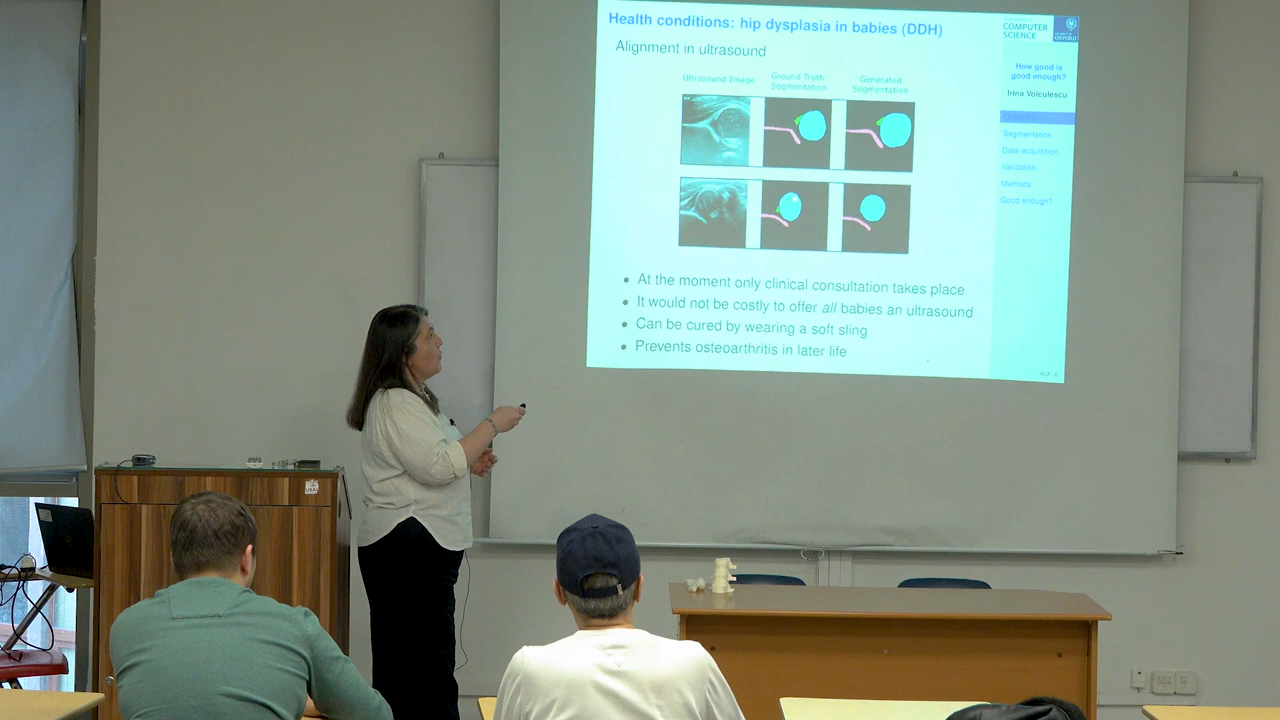 Health conditions: hip dysplasia in babies (DDH)
Alignment in ultrasound
Ultrasound Image
Ground Truth
Segmentation
Generated
Segmentation
At the moment only clinical consultation takes place
It would not be costly to offer all babies an ultrasound
Can be cured by wearing a soft sling
Prevents osteoarthritis in later life
COMPUTER
SCIENCE
OXFORD
How good is
good enough?
Irina Voiculescu
Segmentation
Data acquisition
Validation
Methods
Good enough?